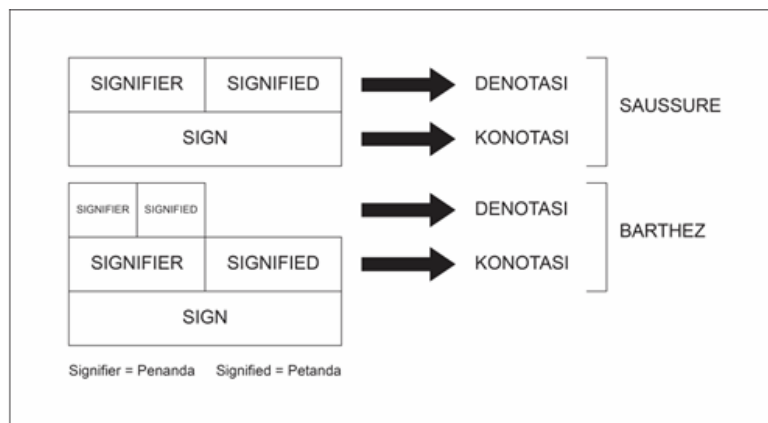 SIGNIFIER SIGNIFIED DENOTASI
SAUSSURE
SIGN KONOTASI
SIGNIFIER SIGNIFIED DENOTASI
BARTHEZ
SIGNIFIER SIGNIFIED KONOTASI
SIGN
Signifier = Penanda Signified = Petanda